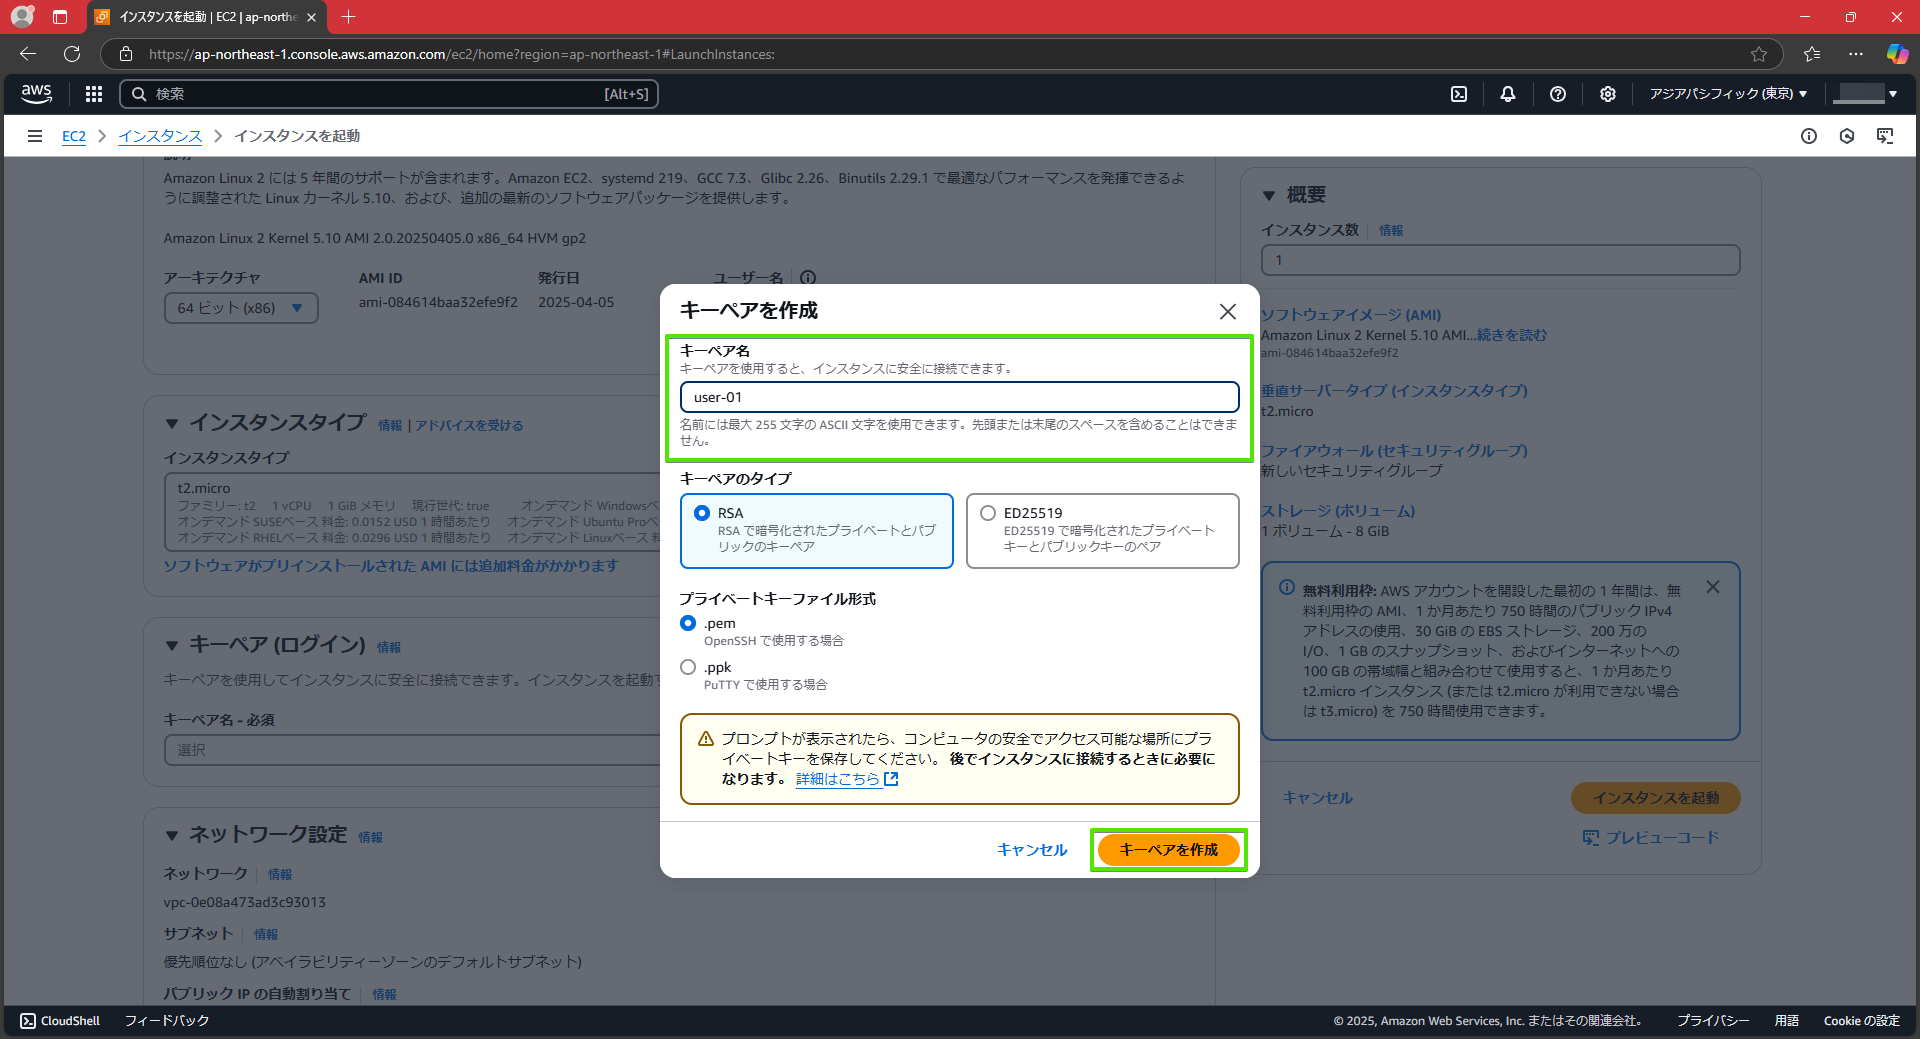 インスタンスを起動 | EC2 | ap-northe
https://ap-northeast-1.console.aws.amazon.com/ec2/home?region=ap-northeast-1#LaunchInstances:
aws
検索
[Alt+S]
アジアパシフィック (東京)
EC2
インスタンス
インスタンスを起動
Amazon Linux 2 には 5 年間のサポートが含まれます。Amazon EC2、systemd 219、GCC 7.3、Glibc 2.26、Binutils 2.29.1 で最適なパフォーマンスを発揮できるよ
うに調整された Linux カーネル 5.10、および、追加の最新のソフトウェアパッケージを提供します。
Amazon Linux 2 Kernel 5.10 AMI 2.0.20250405.0 x86_64 HVM gp2
アーキテクチャ
AMI ID
発行日
ユーザー名
64 ビット (x86)
ami-084614baa32efe9f2
2025-04-05
インスタンスタイプ
情報 | アドバイスを受ける
インスタンスタイプ
t2.micro
ファミリー: t2 1 vCPU 1 GiB メモリ 現行世代: true オンデマンド Windowsベ
オンデマンド SUSEベース 料金: 0.0152 USD 1 時間あたり オンデマンド Ubuntu Proベ
オンデマンド RHELベース 料金: 0.0296 USD 1 時間あたり オンデマンド Linuxベース 料
ソフトウェアがプリインストールされた AMI には追加料金がかかります
キーペア (ログイン) 情報
キーペアを使用してインスタンスに安全に接続できます。インスタンスを起動す
キーペア名 - 必須
選択
ネットワーク設定 情報
ネットワーク 情報
vpc-0e08a473ad3c93013
サブネット 情報
優先順位なし (アベイラビリティーゾーンのデフォルトサブネット)
パブリック IP の自動割り当て 情報
キーペアを作成
キーペア名
キーペアを使用すると、インスタンスに安全に接続できます。
user-01
名前には最大 255 文字の ASCII 文字を使用できます。先頭または末尾のスペースを含めることはできま
せん。
キーペアのタイプ
RSA
RSA で暗号化されたプライベートとパブ
リックのキーペア
ED25519
ED25519 で暗号化されたプライベート
キーとパブリックキーのペア
プライベートキーファイル形式
.pem
OpenSSH で使用する場合
.ppk
PuTTY で使用する場合
プロンプトが表示されたら、コンピュータの安全でアクセス可能な場所にプラ
イベートキーを保存してください。後でインスタンスに接続するときに必要に
なります。詳細はこちら
キャンセル
キーペアを作成
概要
インスタンス数 情報
1
ソフトウェアイメージ (AMI)
Amazon Linux 2 Kernel 5.10 AMI...続きを読む
ami-084614baa32efe9f2
垂直サーバータイプ (インスタンスタイプ)
t2.micro
ファイアウォール (セキュリティグループ)
新しいセキュリティグループ
ストレージ (ボリューム)
1 ボリューム - 8 GiB
無料利用枠: AWS アカウントを開設した最初の 1 年間は、無
料利用枠の AMI、1 か月あたり 750 時間のパブリック IPv4
アドレスの使用、30 GiB の EBS ストレージ、200 万の
I/O、1 GB のスナップショット、およびインターネットへの
100 GB の帯域幅と組み合わせて使用すると、1 か月あたり
t2.micro インスタンス (または t2.micro が利用できない場合
は t3.micro) を 750 時間使用できます。
キャンセル
インスタンスを起動
プレビューコード
CloudShell
フィードバック
© 2025, Amazon Web Services, Inc. またはその関連会社。
プライバシー
用語
Cookie の設定